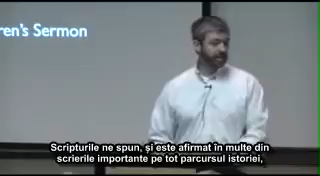 ren's Sermon
Scripturile ne spun, și este afirmat în multe din
scrierile importante pe tot parcursul istoriei,